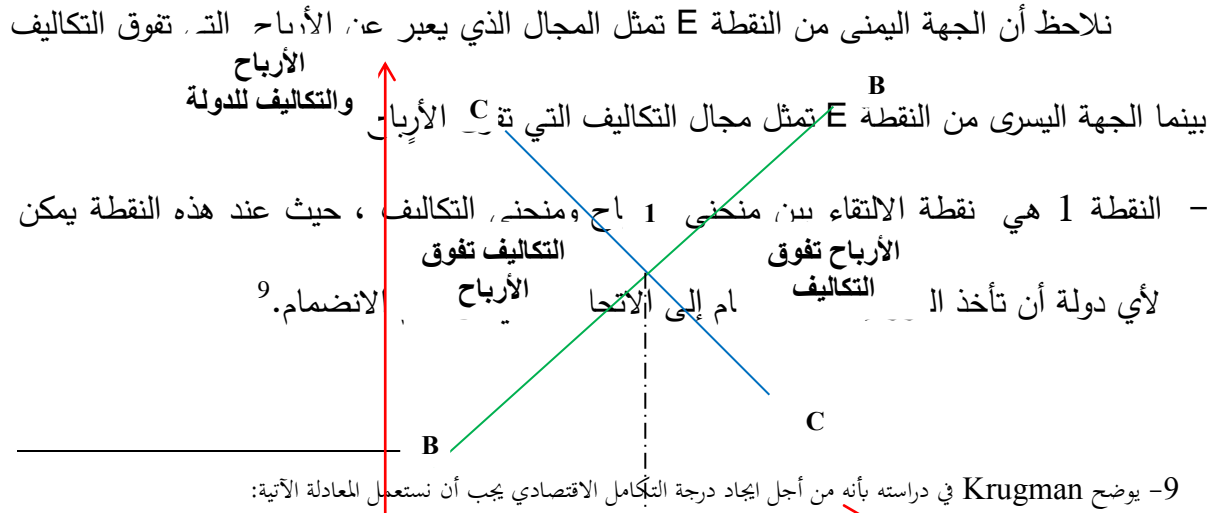 نلاحظ أن الجهة اليمنى من النقطة E تمثل المجال الذي يعبر عن الأرباح التي تفوق التكاليف
الأرباح
والتكاليف للدولة
C
B
بينما الجهة اليسرى من النقطة E تمثل مجال التكاليف التي الأرباح
– النقطة 1 هي نقطة الالتقاء بين منحنى ومنحنى التكاليف ، حيث عند هذه النقطة يمكن
1
التكاليف تفوق
الأرباح
الأرباح تفوق
التكاليف
لأي دولة أن تأخذ إلى الانضمام.9
C
B
9– يوضح Krugman في دراسته بأنه من أجل ايجاد درجة التكامل الاقتصادي يجب أن نستعمل المعادلة الآتية: